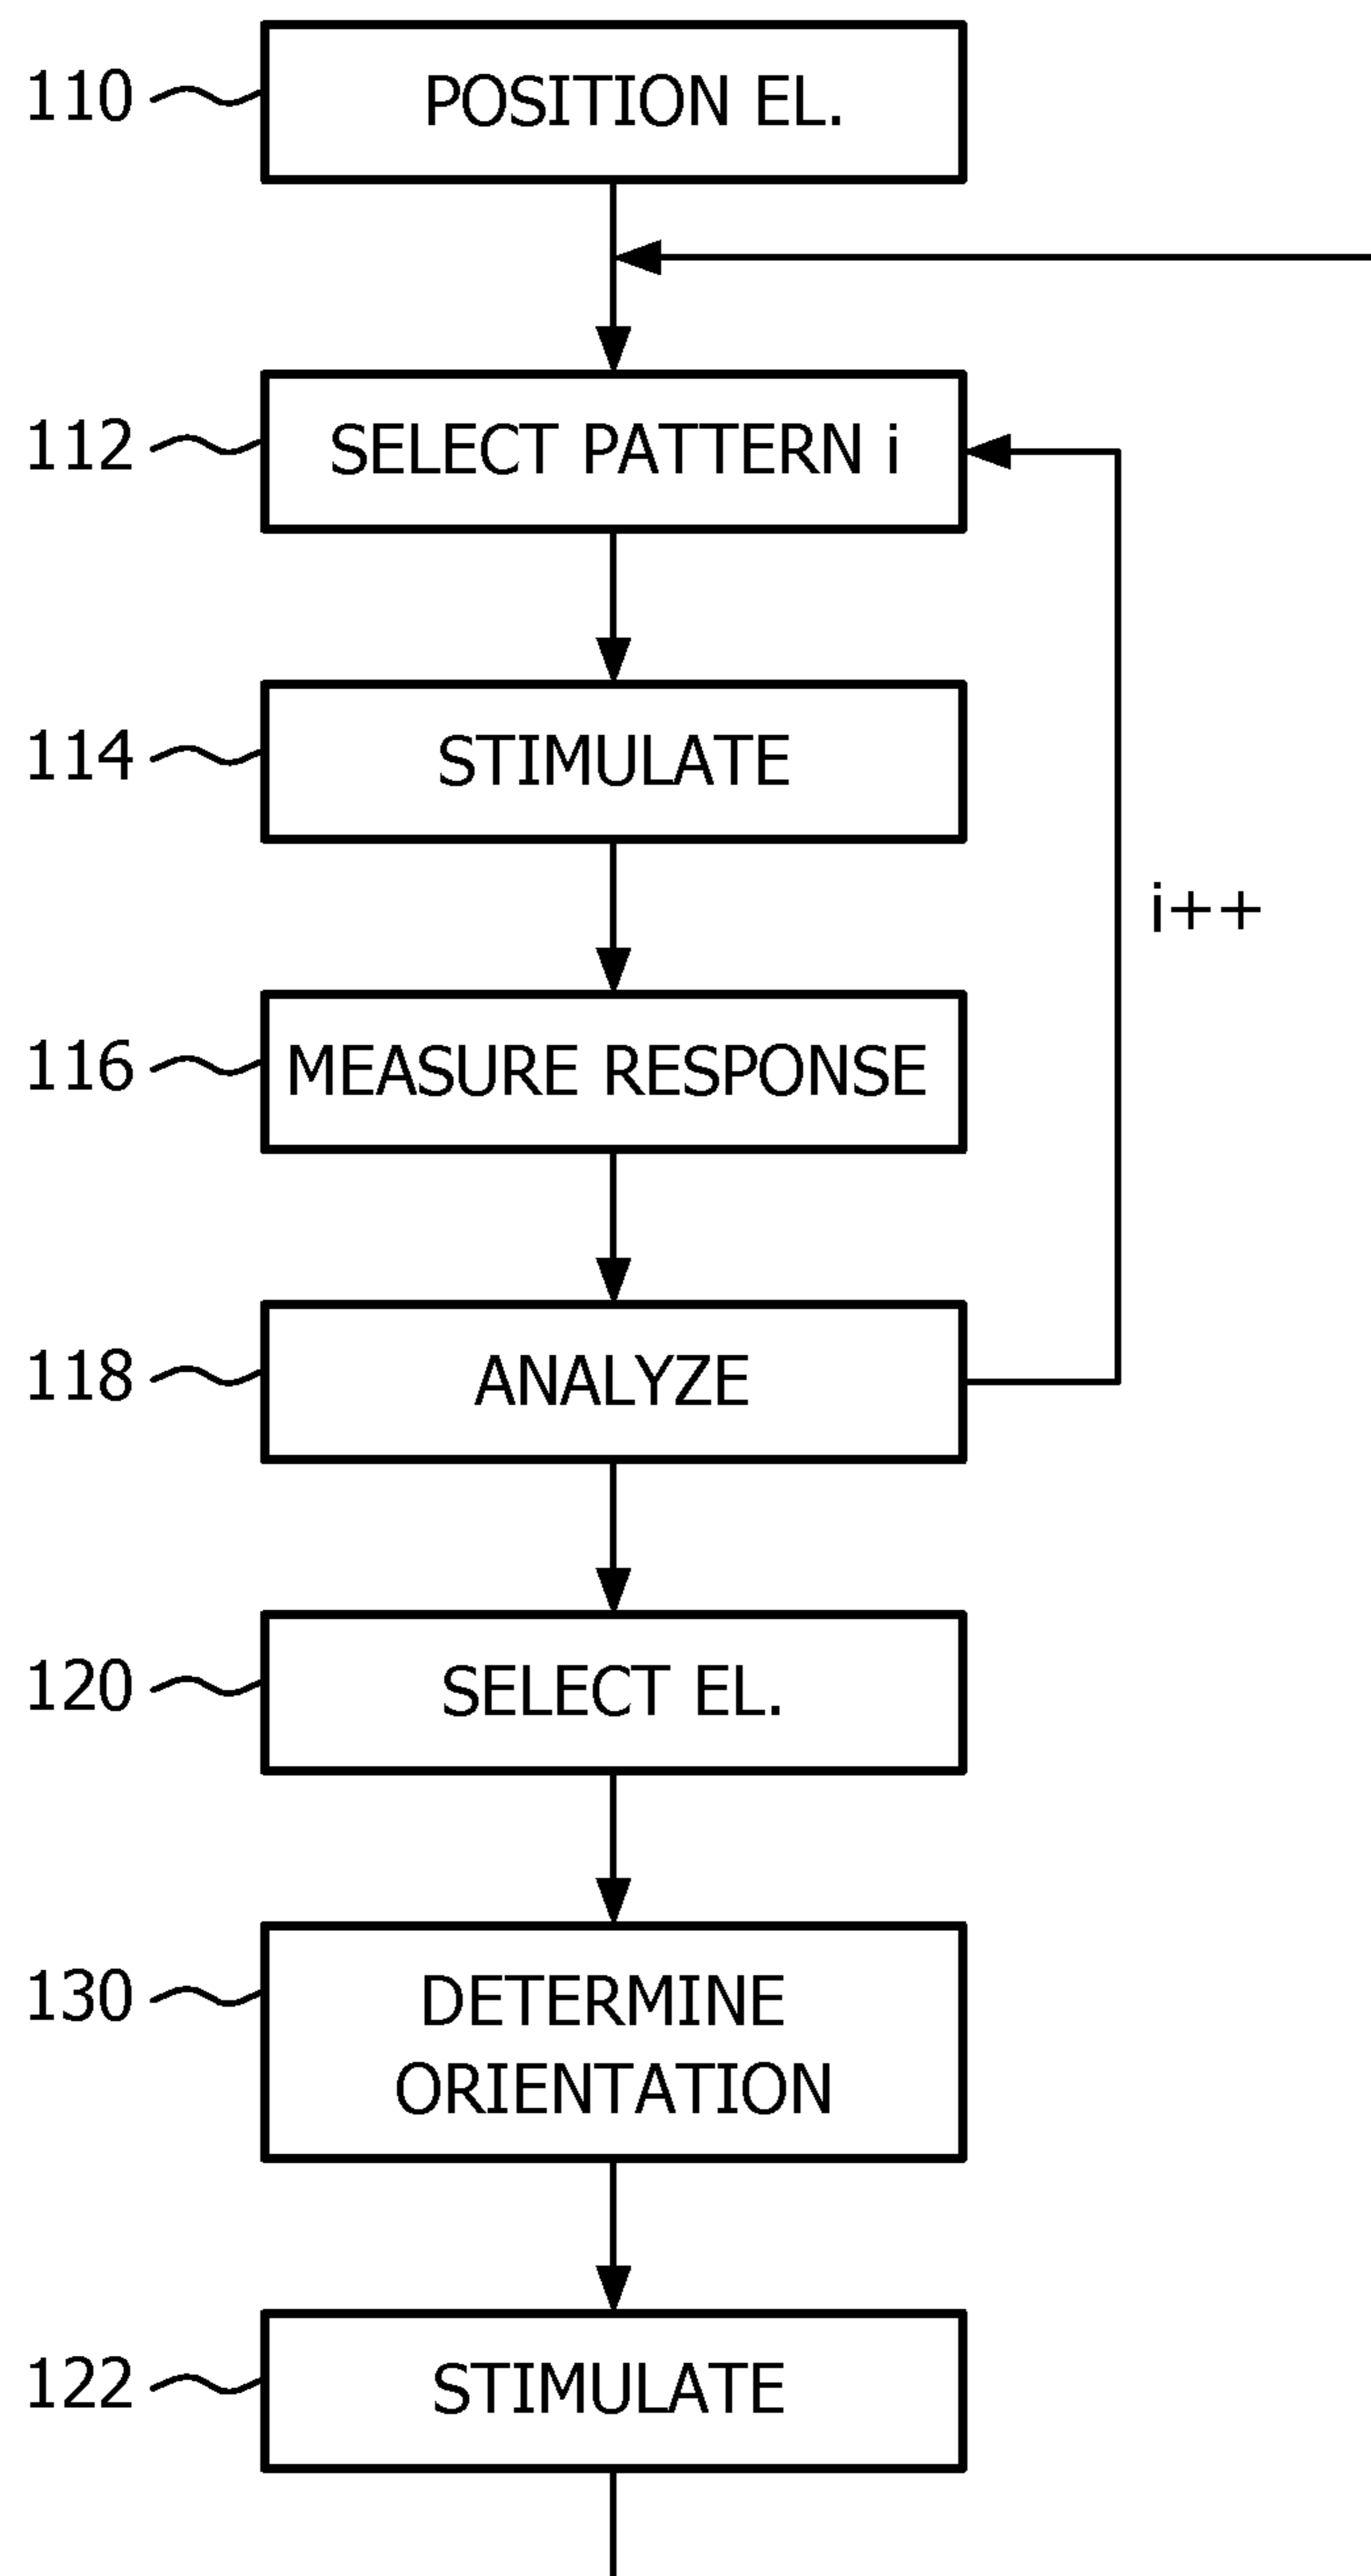 110 POSITION EL.
112 SELECT PATTERN i
114 STIMULATE
i++
116 MEASURE RESPONSE
118 ANALYZE
120 SELECT EL.
130 DETERMINE
ORIENTATION
122 STIMULATE